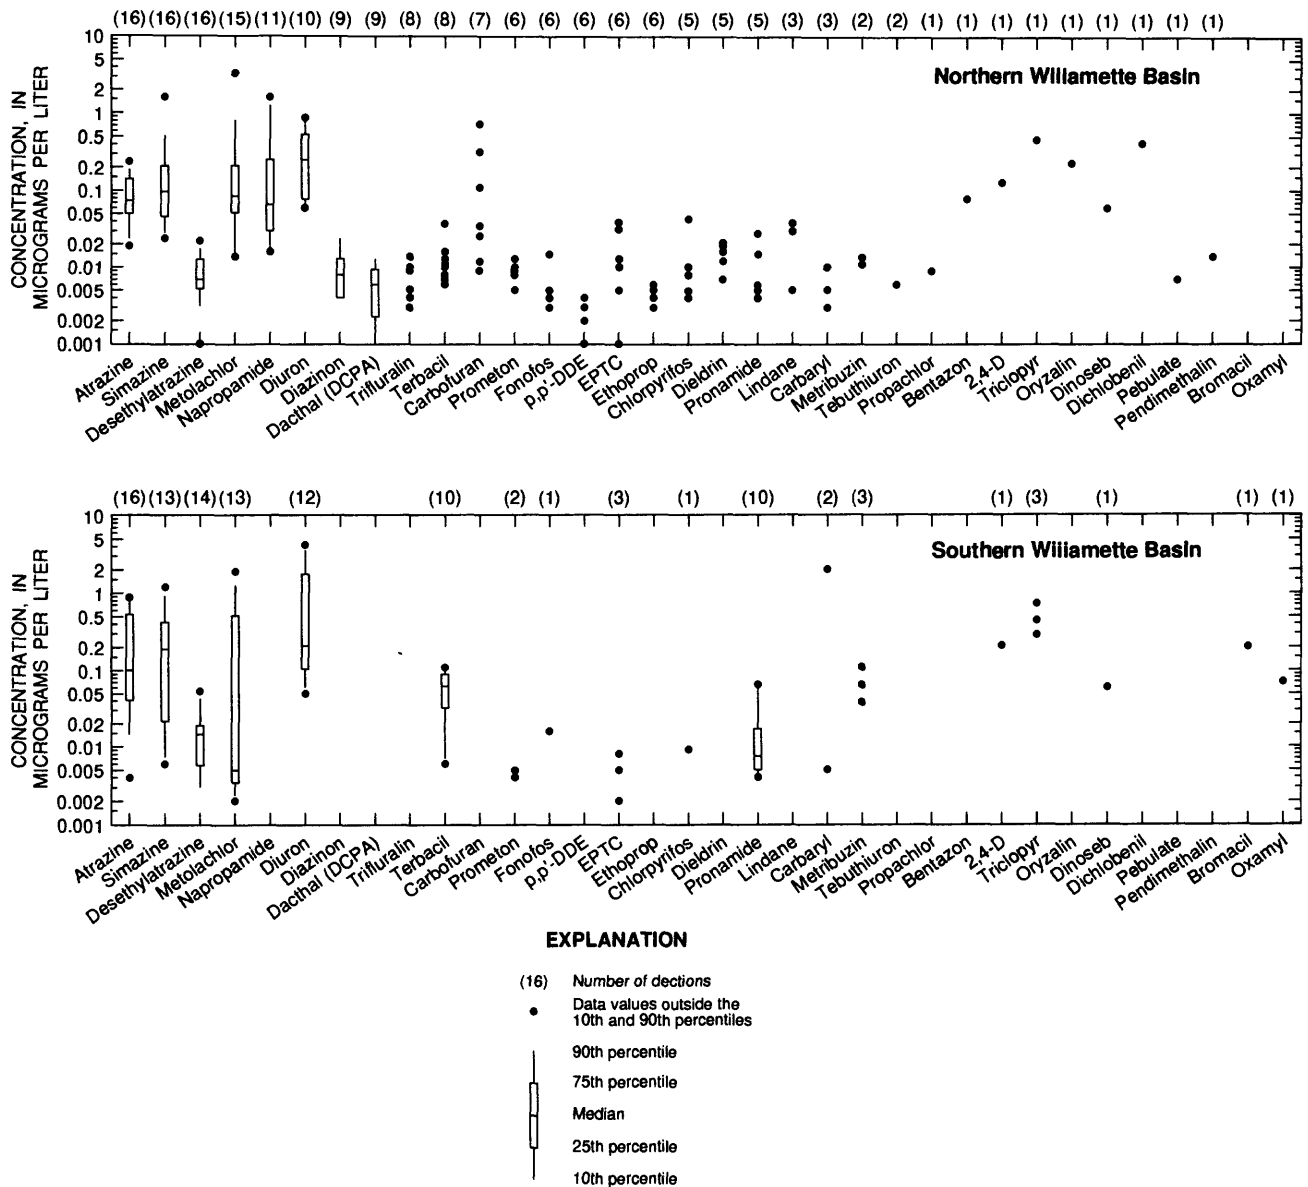 (16) (16) (16) (15) (11) (10) (9) (9) (8) (8) (7) (6) (6) (6) (6) (6) (5) (5) (5) (3) (3) (2) (2) (1) (1) (1) (1) (1) (1) (1) (1) (1)
CONCENTRATION, IN
MICROGRAMS PER LITER
10
5
2
1
0.5
0.2
0.1
0.05
0.02
0.01
0.005
0.002
0.001
Northern Willamette Basin
Atrazine
Simazine
Desethylatrazine
Metolachlor
Napropamide
Diuron
Diazinon
Dacthal (DCPA)
Trifluralin
Terbacil
Carbofuran
Prometon
Fonofos
p,p'-DDE
EPTC
Ethoprop
Chlorpyrifos
Dieldrin
Pronamide
Lindane
Carbaryl
Metribuzin
Tebuthiuron
Propachlor
Bentazon
2,4-D
Triclopyr
Oryzalin
Dinoseb
Dichlobenil
Pebulate
Pendimethalin
Bromacil
Oxamyl
(16) (13) (14) (13) (12) (10) (2) (1) (3) (1) (10) (2) (3) (1) (3) (1) (1) (1)
CONCENTRATION, IN
MICROGRAMS PER LITER
10
5
2
1
0.5
0.2
0.1
0.05
0.02
0.01
0.005
0.002
0.001
Southern Willamette Basin
Atrazine
Simazine
Desethylatrazine
Metolachlor
Napropamide
Diuron
Diazinon
Dacthal (DCPA)
Trifluralin
Terbacil
Carbofuran
Prometon
Fonofos
p,p'-DDE
EPTC
Ethoprop
Chlorpyrifos
Dieldrin
Pronamide
Lindane
Carbaryl
Metribuzin
Tebuthiuron
Propachlor
Bentazon
2,4-D
Triclopyr
Oryzalin
Dinoseb
Dichlobenil
Pebulate
Pendimethalin
Bromacil
Oxamyl
EXPLANATION
(16) Number of dections
Data values outside the
10th and 90th percentiles
90th percentile
75th percentile
Median
25th percentile
10th percentile